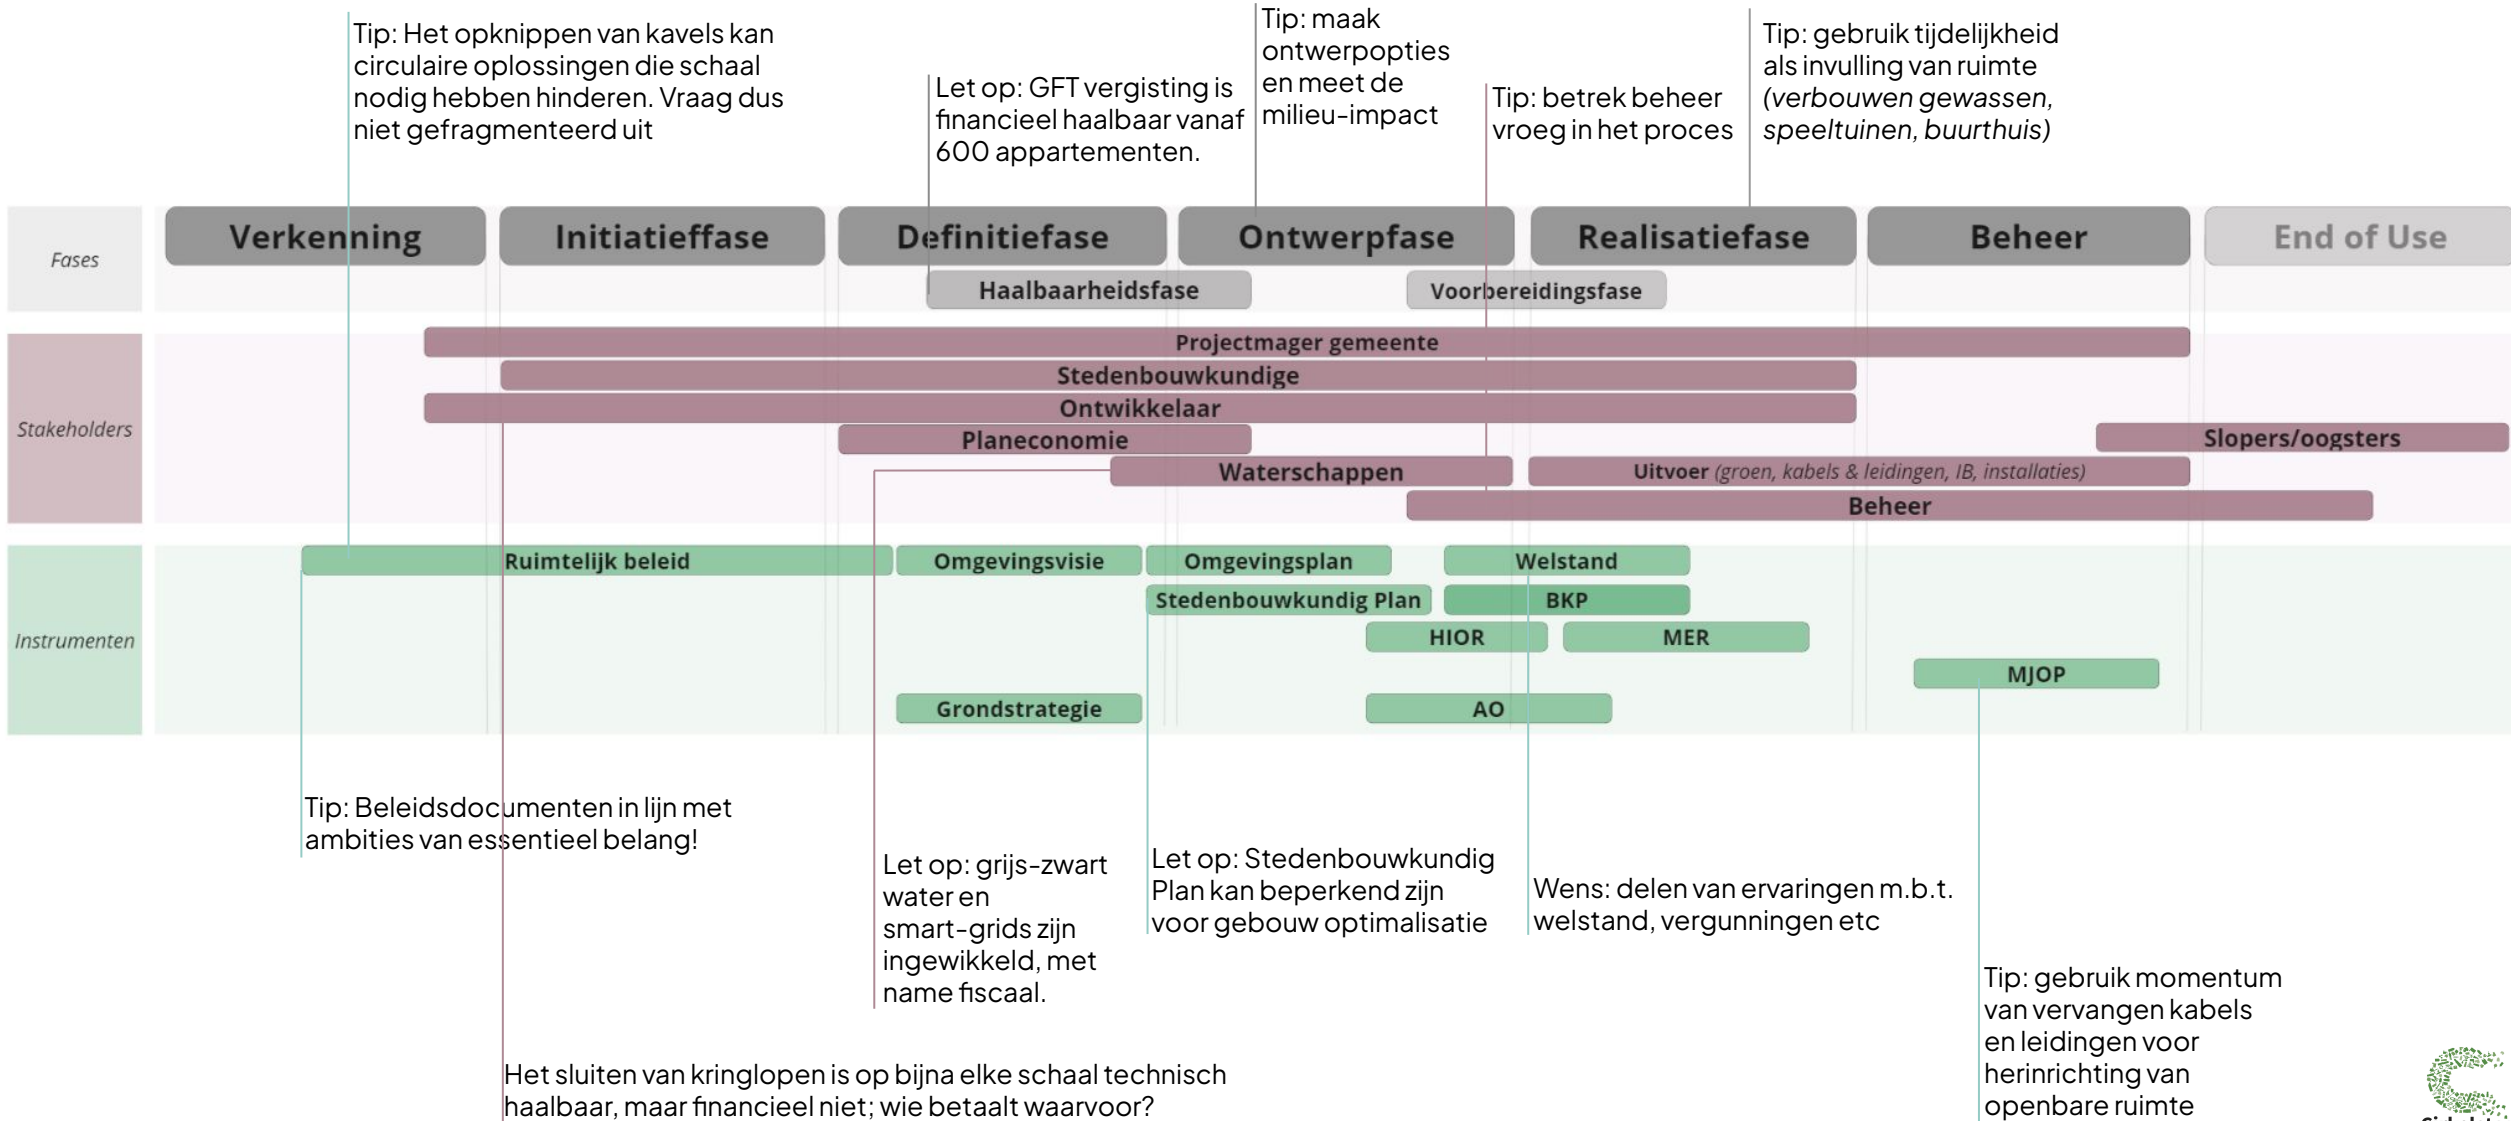 Tip: Het opknippen van kavels kan
circulaire oplossingen die schaal
nodig hebben hinderen. Vraag dus
niet gefragmenteerd uit
Let op: GFT vergisting is
financieel haalbaar vanaf
600 appartementen.
Tip: maak
ontwerpopties
en meet de
milieu-impact
Tip: betrek beheer
vroeg in het proces
Tip: gebruik tijdelijkheid
als invulling van ruimte
(verbouwen gewassen,
speeltuinen, buurthuis)
Fases
Verkenning
Initiatieffase
Definitiefase
Ontwerpfase
Realisatiefase
Beheer
End of Use
Haalbaarheidsfase
Voorbereidingsfase
Stakeholders
Projectmager gemeente
Stedenbouwkundige
Ontwikkelaar
Planeconomie
Slopers/oogsters
Waterschappen
Uitvoer (groen, kabels & leidingen, IB, installaties)
Beheer
Instrumenten
Ruimtelijk beleid
Omgevingsvisie
Omgevingsplan
Welstand
Stedenbouwkundig Plan
BKP
HIOR
MER
MJOP
Grondstrategie
AO
Tip: Beleidsdocumenten in lijn met
ambities van essentieel belang!
Let op: grijs-zwart
water en
smart-grids zijn
ingewikkeld, met
name fiscaal.
Let op: Stedenbouwkundig
Plan kan beperkend zijn
voor gebouw optimalisatie
Wens: delen van ervaringen m.b.t.
welstand, vergunningen etc
Tip: gebruik momentum
van vervangen kabels
en leidingen voor
herinrichting van
openbare ruimte
Het sluiten van kringlopen is op bijna elke schaal technisch
haalbaar, maar financieel niet; wie betaalt waarvoor?